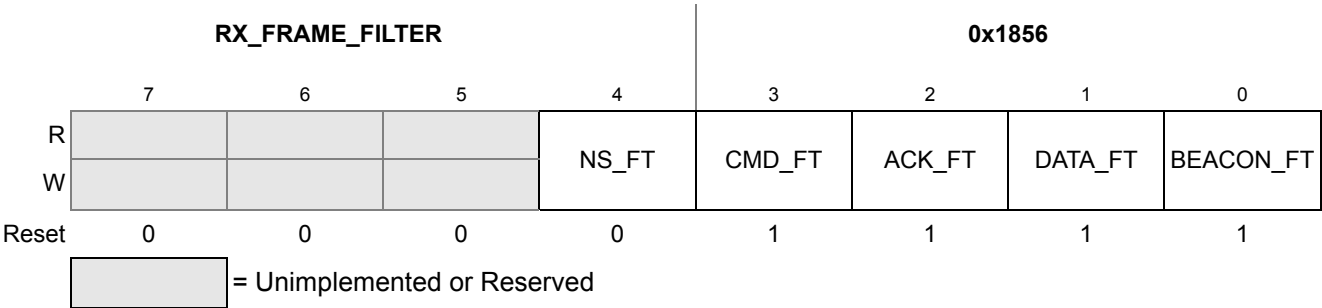 RX_FRAME_FILTER 0x1856
7 6 5 4 3 2 1 0
R
NS_FT CMD_FT ACK_FT DATA_FT BEACON_FT
W
Reset 0 0 0 0 1 1 1 1
= Unimplemented or Reserved